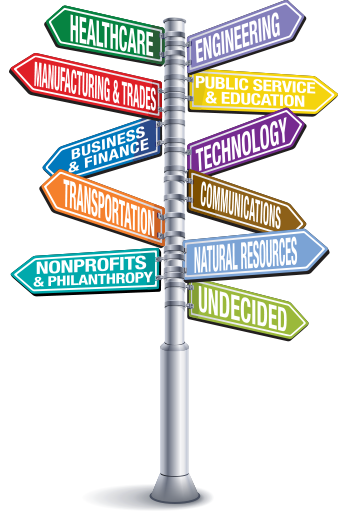 HEALTHCARE
ENGINEERING
MANUFACTURING & TRADES
PUBLIC SERVICE
& EDUCATION
BUSINESS
& FINANCE
TECHNOLOGY
TRANSPORTATION
COMMUNICATIONS
NONPROFITS
& PHILANTHROPY
NATURAL RESOURCES
UNDECIDED